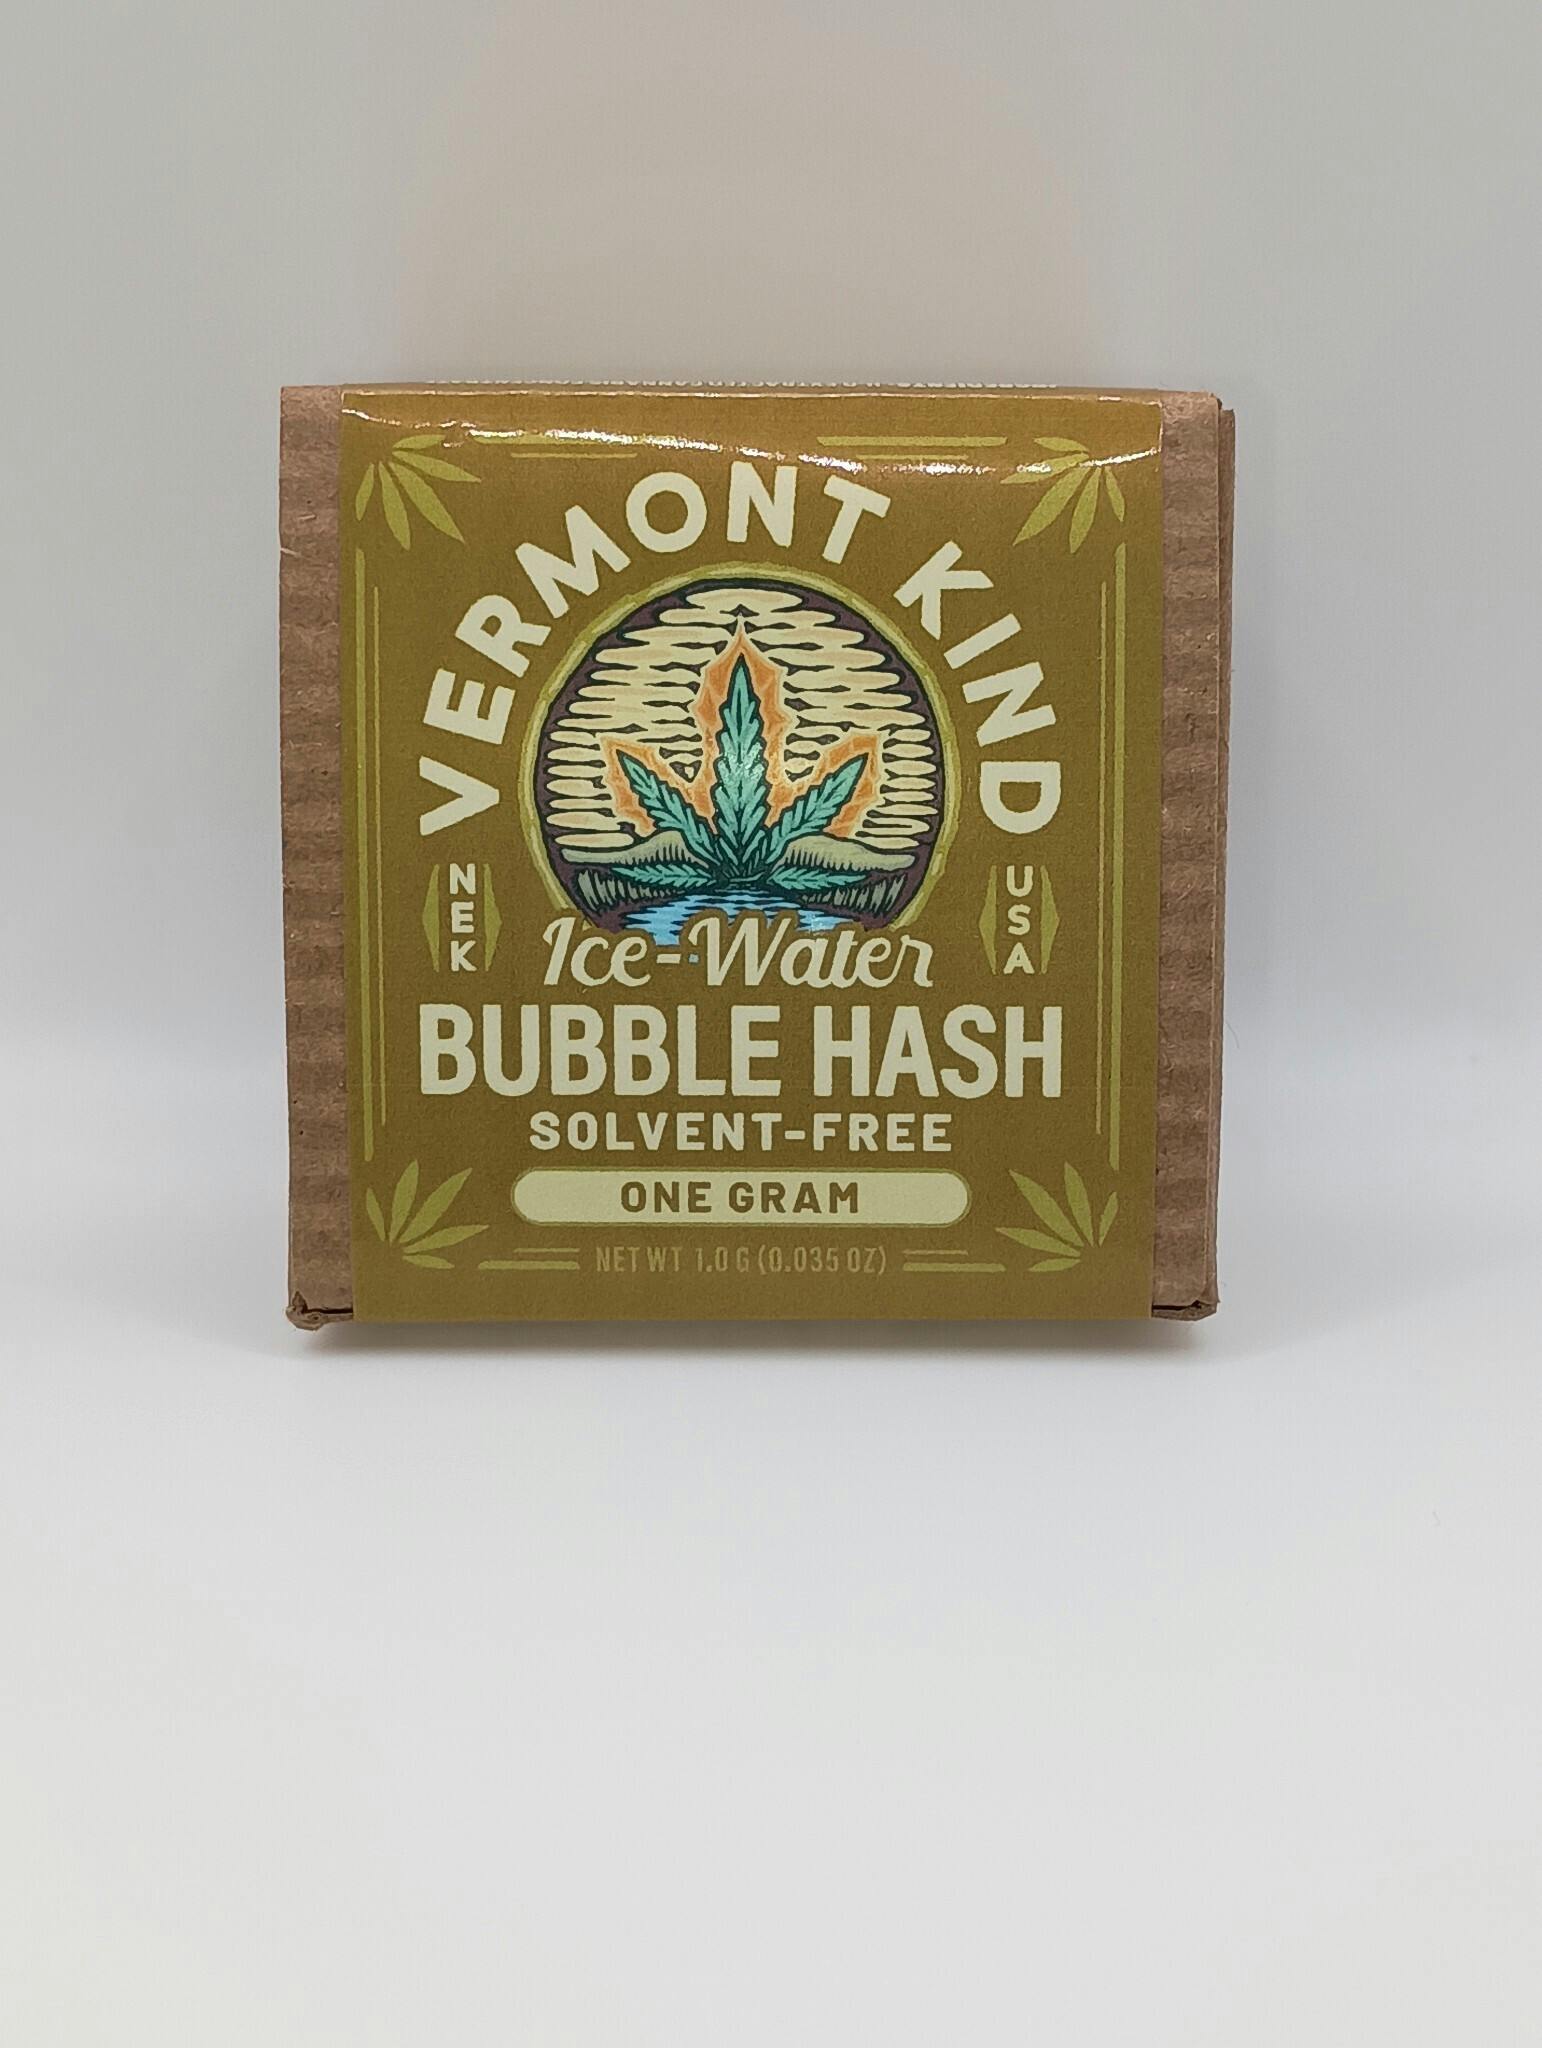 VERMONT KIND
NEK
USA
Ice-Water
BUBBLE HASH
SOLVENT-FREE
ONE GRAM
NET WT 1.0 G (0.035 OZ)